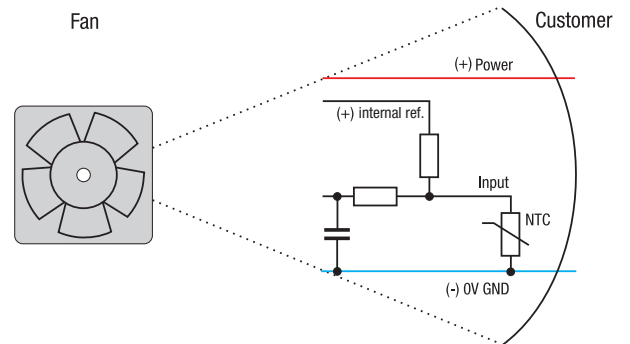 Fan
Customer
(+) Power
(+) internal ref.
Input
NTC
(-) 0V GND